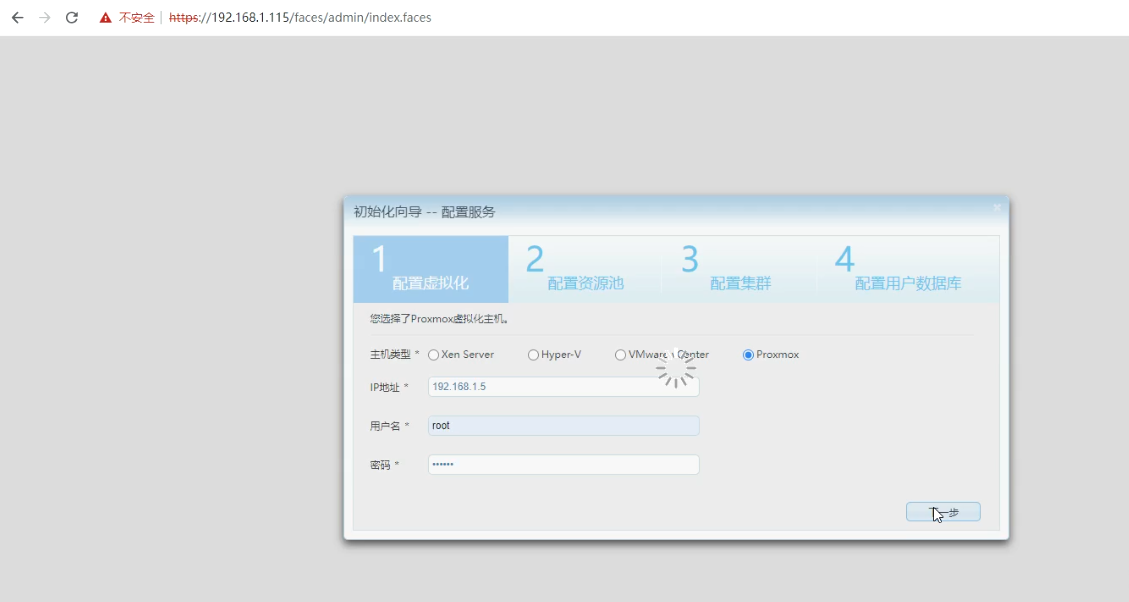 不安全 https://192.168.1.115/faces/admin/index.faces
初始化向导 -- 配置服务
1 配置虚拟化 2 配置资源池 3 配置集群 4 配置用户数据库
您选择了Proxmox虚拟化主机。
主机类型 * Xen Server Hyper-V VMware vCenter Proxmox
IP地址 * 192.168.1.5
用户名 * root
密码 * ••••••
下一步